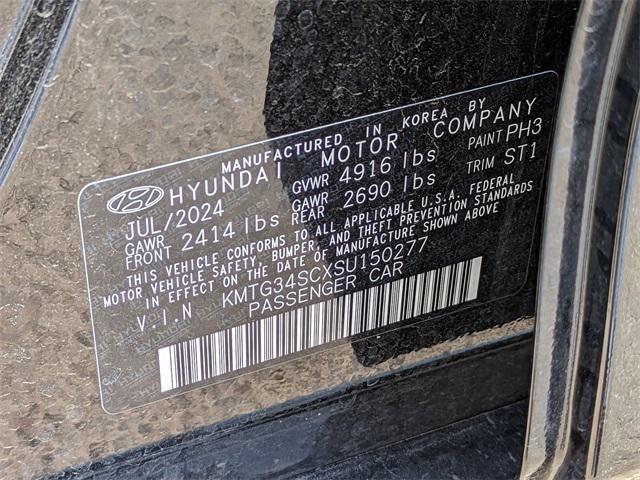 MANUFACTURED IN KOREA BY
HYUNDAI MOTOR COMPANY
JUL/2024 GVWR 4916 lbs PAINT PH3
GAWR FRONT 2414 lbs GAWR REAR 2690 lbs TRIM ST1
THIS VEHICLE CONFORMS TO ALL APPLICABLE U.S.A. FEDERAL
MOTOR VEHICLE SAFETY, BUMPER, AND THEFT PREVENTION STANDARDS
IN EFFECT ON THE DATE OF MANUFACTURE SHOWN ABOVE
V.I.N KMTG34SCXSU150277
PASSENGER CAR